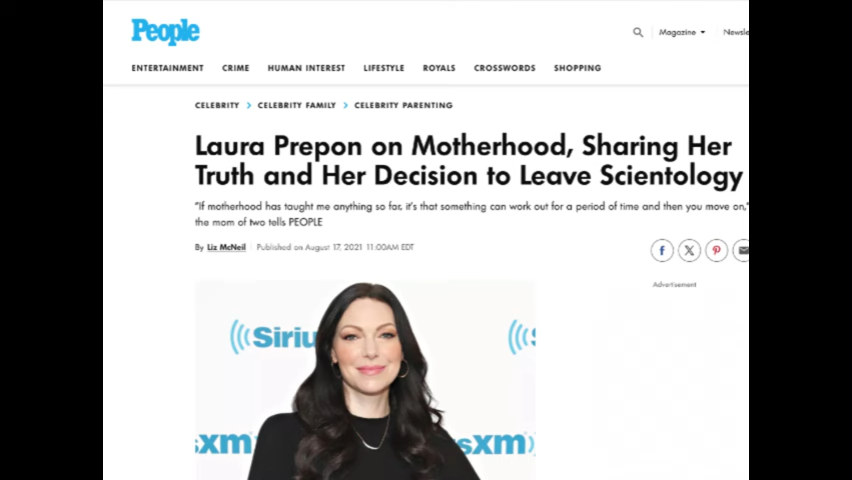 People
Magazine
ENTERTAINMENT CRIME HUMAN INTEREST LIFESTYLE ROYALS CROSSWORDS SHOPPING
CELEBRITY > CELEBRITY FAMILY > CELEBRITY PARENTING
Laura Prepon on Motherhood, Sharing Her
Truth and Her Decision to Leave Scientology
"If motherhood has taught me anything so far, it's that something can work out for a period of time and then you move on,"
the mom of two tells PEOPLE
By Liz McNeil | Published on August 17, 2021 11:00AM EDT
Advertisement
Siriu
sxm
sxm